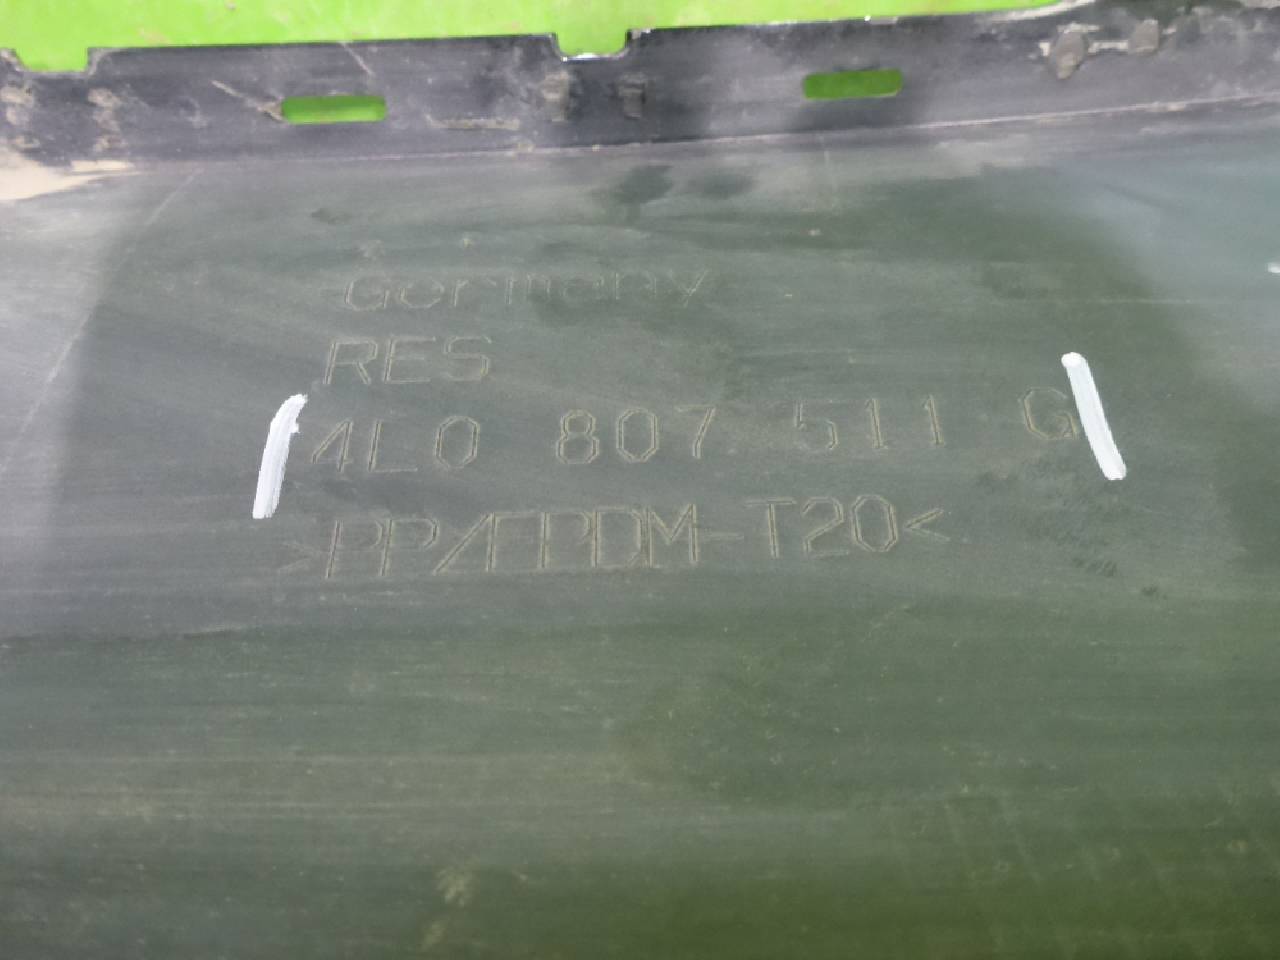 Germany
RES
4L0 807 511 G
>PP/EPDM-T20<